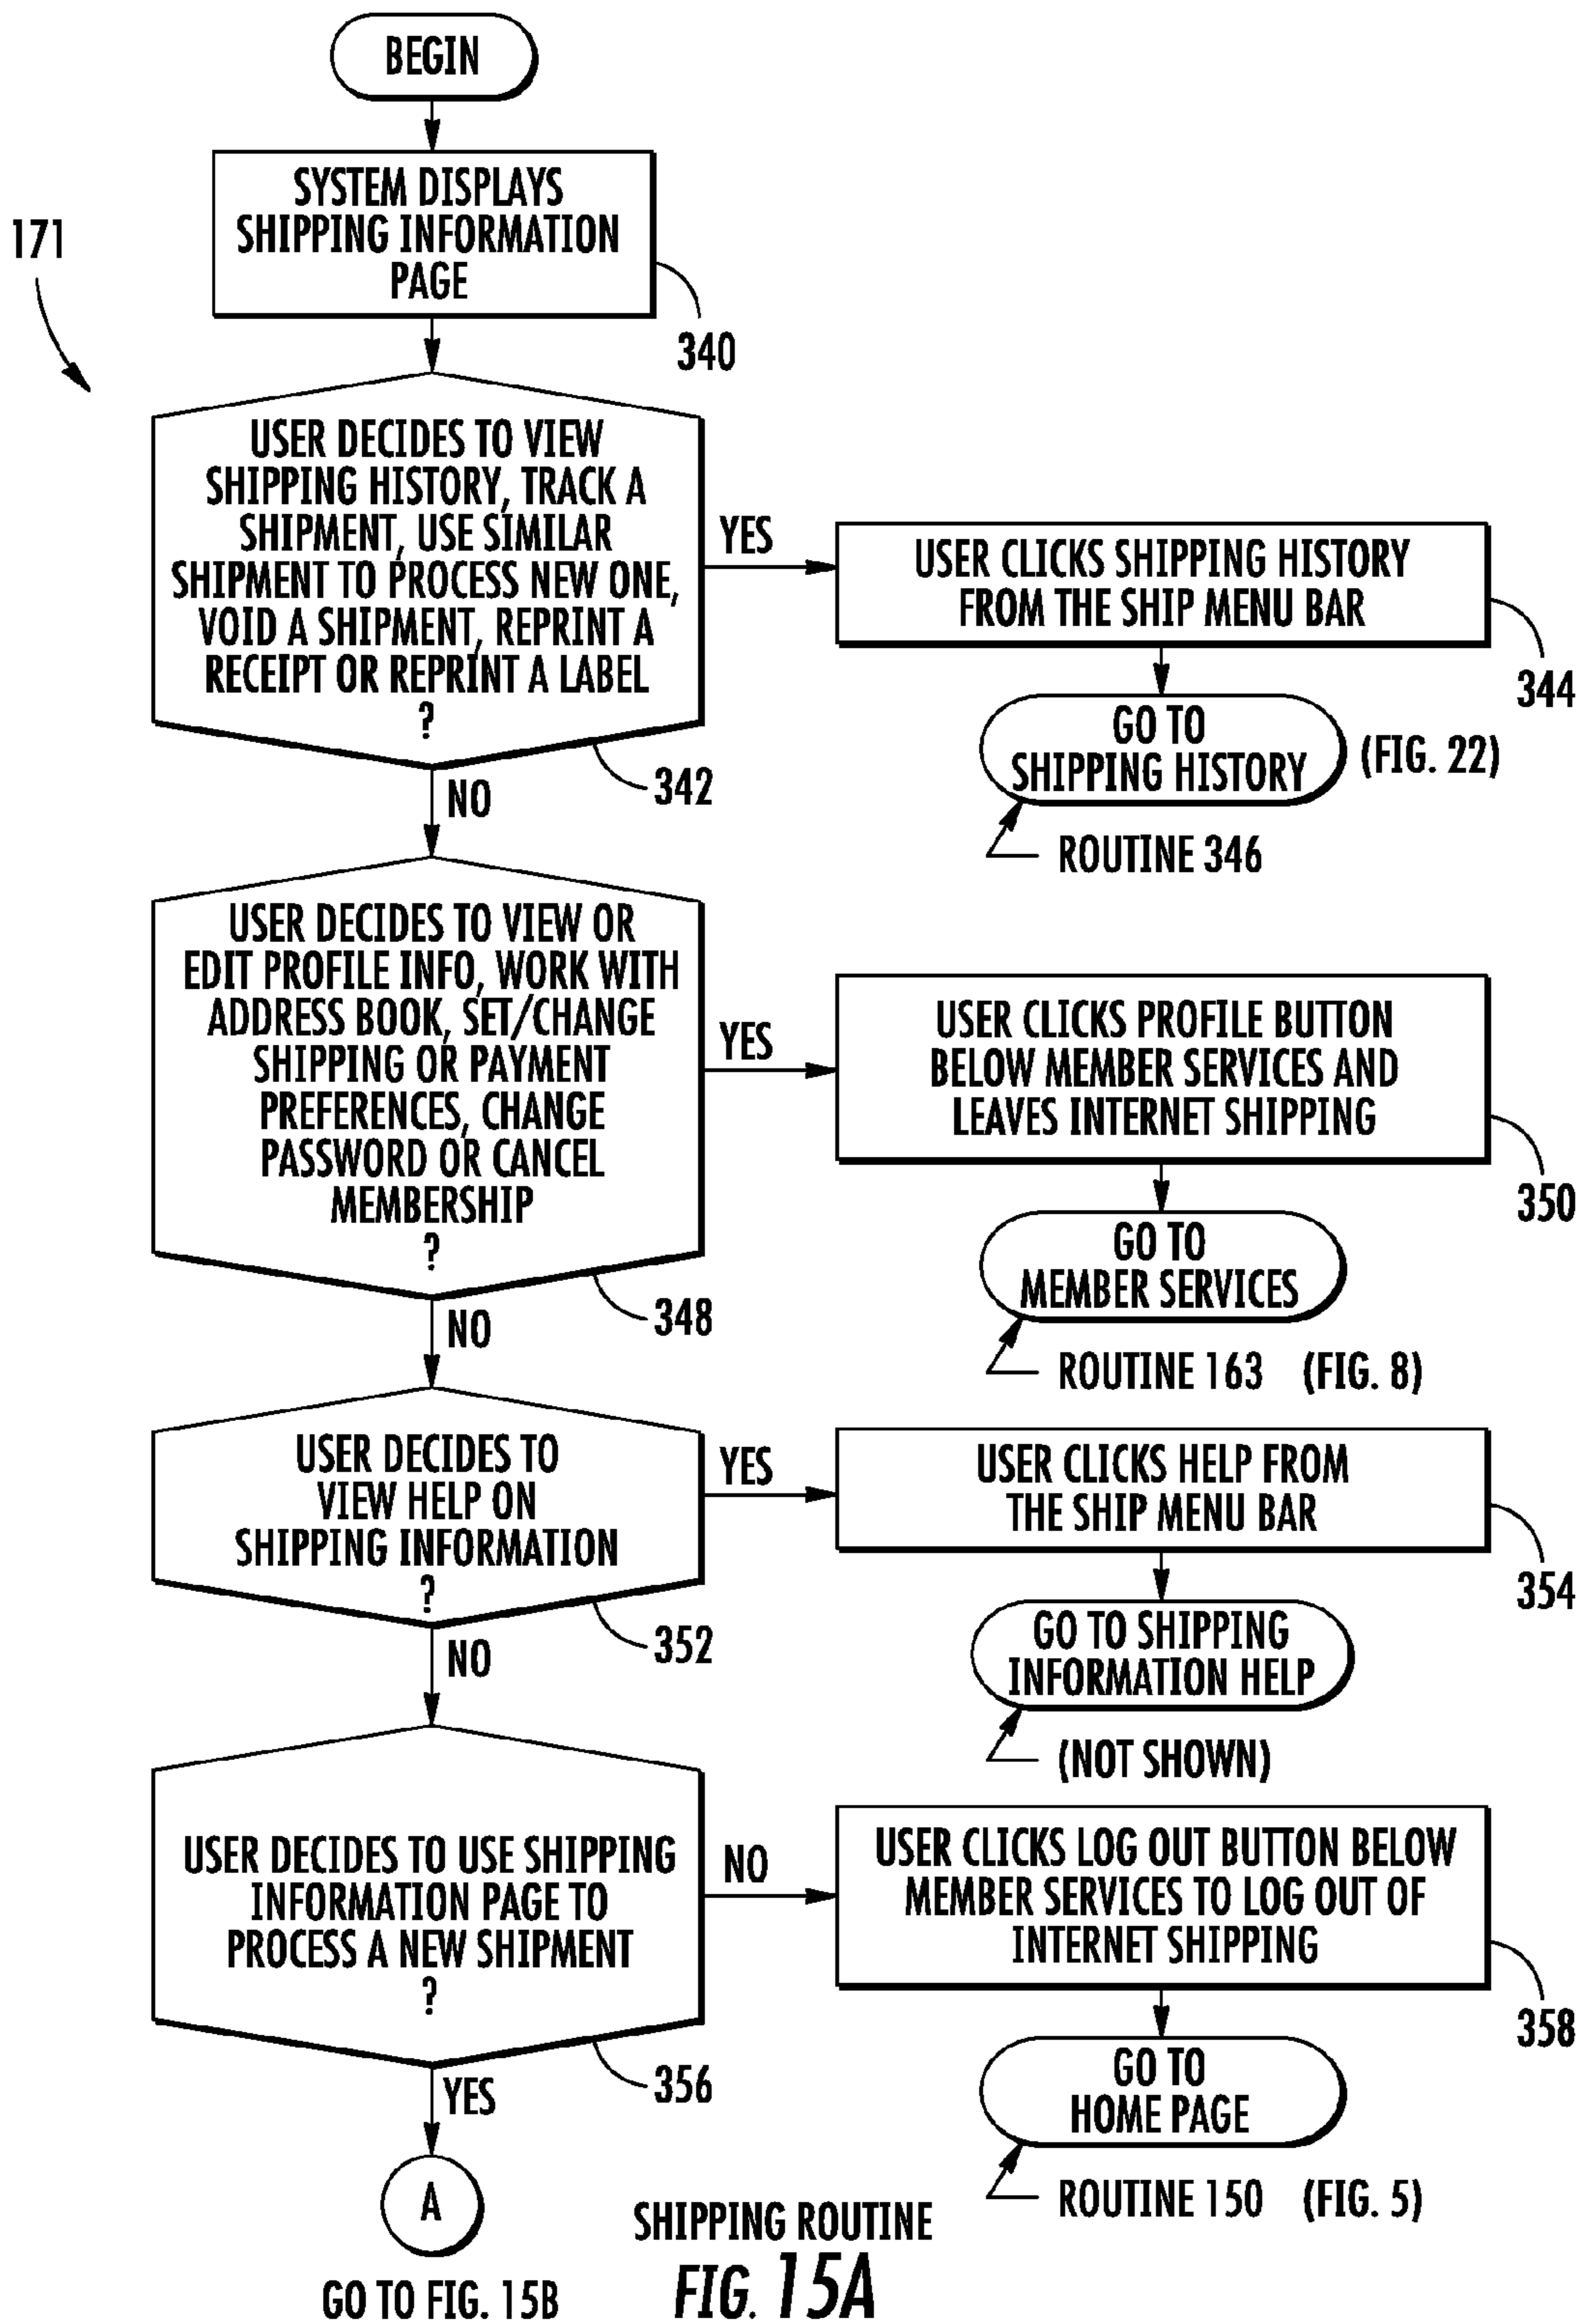 BEGIN
SYSTEM DISPLAYS
SHIPPING INFORMATION
PAGE
171
340
USER DECIDES TO VIEW
SHIPPING HISTORY, TRACK A
SHIPMENT, USE SIMILAR
SHIPMENT TO PROCESS NEW ONE,
VOID A SHIPMENT, REPRINT A
RECEIPT OR REPRINT A LABEL
?
342
YES
USER CLICKS SHIPPING HISTORY
FROM THE SHIP MENU BAR
344
GO TO
SHIPPING HISTORY
(FIG. 22)
ROUTINE 346
NO
USER DECIDES TO VIEW OR
EDIT PROFILE INFO, WORK WITH
ADDRESS BOOK, SET/CHANGE
SHIPPING OR PAYMENT
PREFERENCES, CHANGE
PASSWORD OR CANCEL
MEMBERSHIP
?
348
YES
USER CLICKS PROFILE BUTTON
BELOW MEMBER SERVICES AND
LEAVES INTERNET SHIPPING
350
GO TO
MEMBER SERVICES
ROUTINE 163 (FIG. 8)
NO
USER DECIDES TO
VIEW HELP ON
SHIPPING INFORMATION
?
352
YES
USER CLICKS HELP FROM
THE SHIP MENU BAR
354
GO TO SHIPPING
INFORMATION HELP
(NOT SHOWN)
NO
USER DECIDES TO USE SHIPPING
INFORMATION PAGE TO
PROCESS A NEW SHIPMENT
?
356
NO
USER CLICKS LOG OUT BUTTON BELOW
MEMBER SERVICES TO LOG OUT OF
INTERNET SHIPPING
358
GO TO
HOME PAGE
ROUTINE 150 (FIG. 5)
YES
A
GO TO FIG. 15B
SHIPPING ROUTINE
FIG. 15A